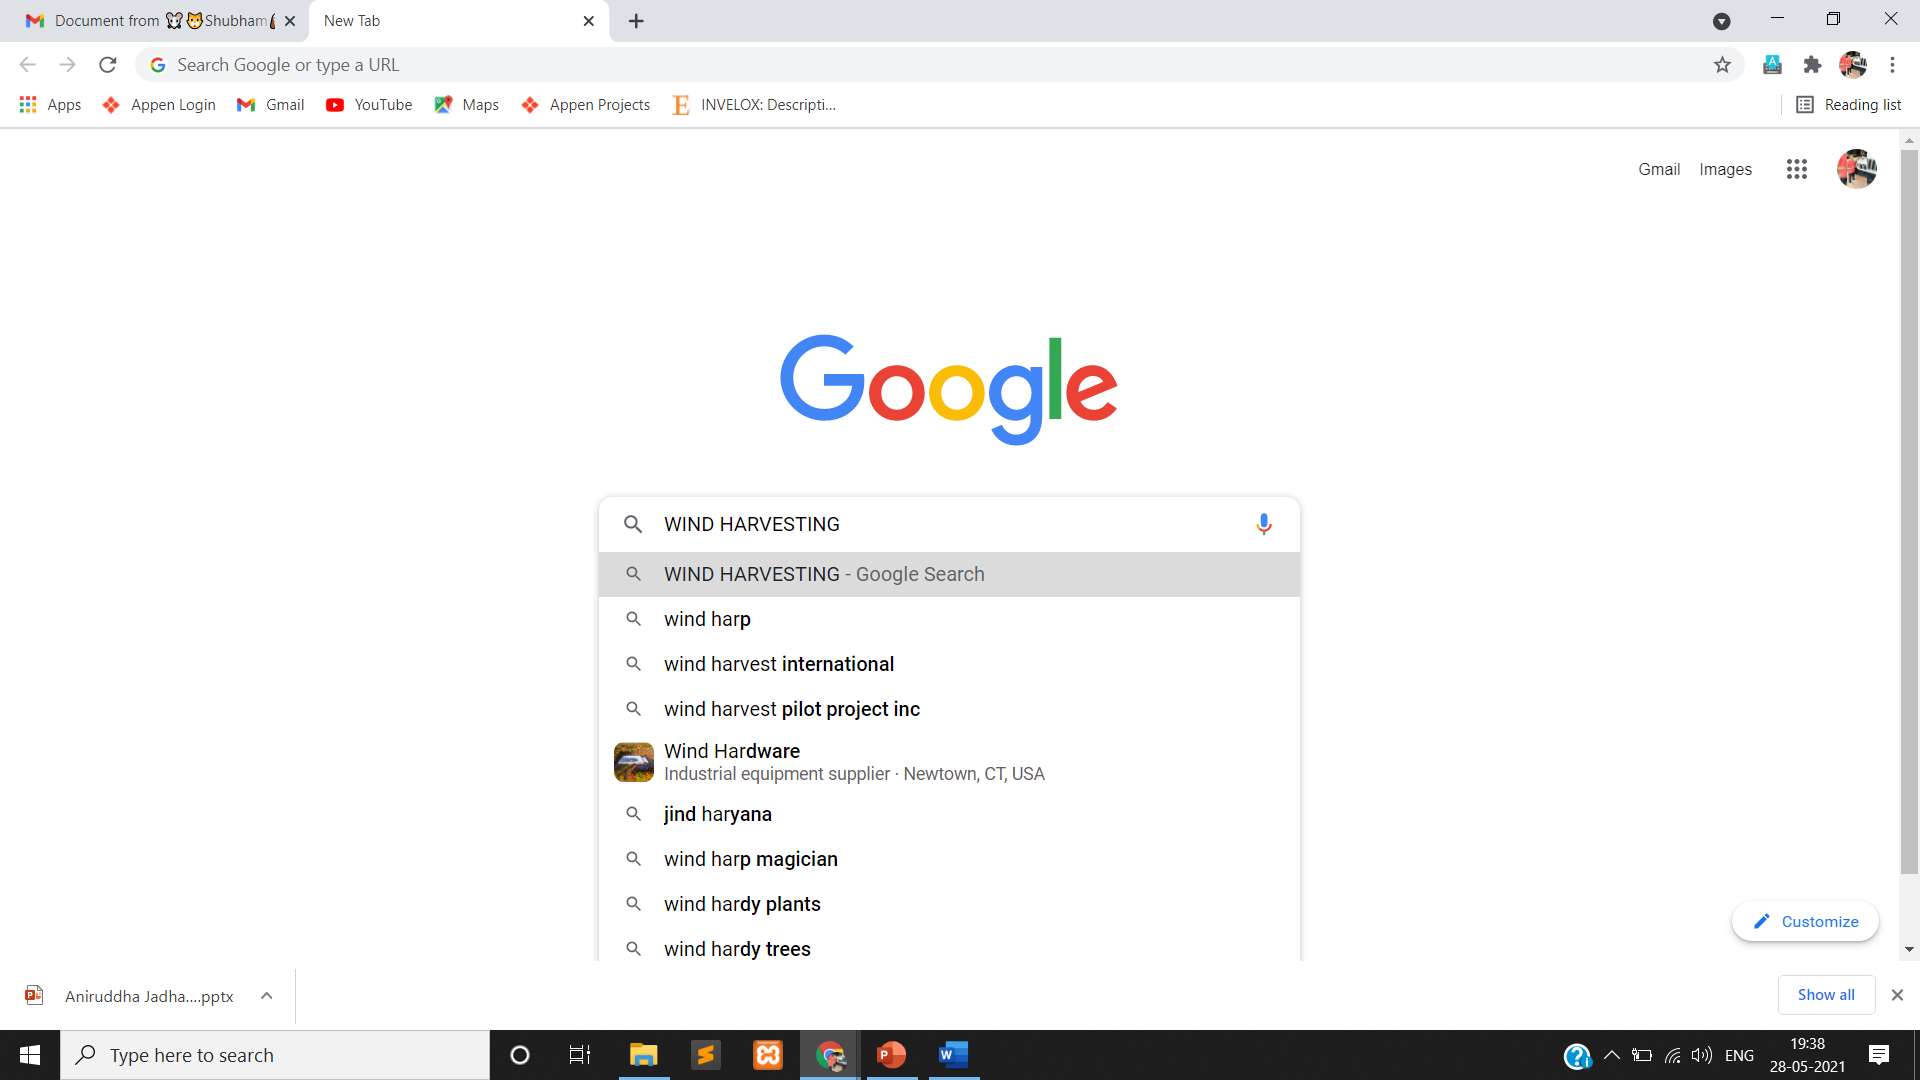 Document from 🐭🐱Shubham
New Tab
Search Google or type a URL
Apps
Appen Login
Gmail
YouTube
Maps
Appen Projects
INVELOX: Descripti...
Reading list
Gmail
Images
Google
WIND HARVESTING
WIND HARVESTING - Google Search
wind harp
wind harvest international
wind harvest pilot project inc
Wind Hardware
Industrial equipment supplier · Newtown, CT, USA
jind haryana
wind harp magician
wind hardy plants
wind hardy trees
Customize
Aniruddha Jadha....pptx
Show all
Type here to search
ENG
19:38
28-05-2021